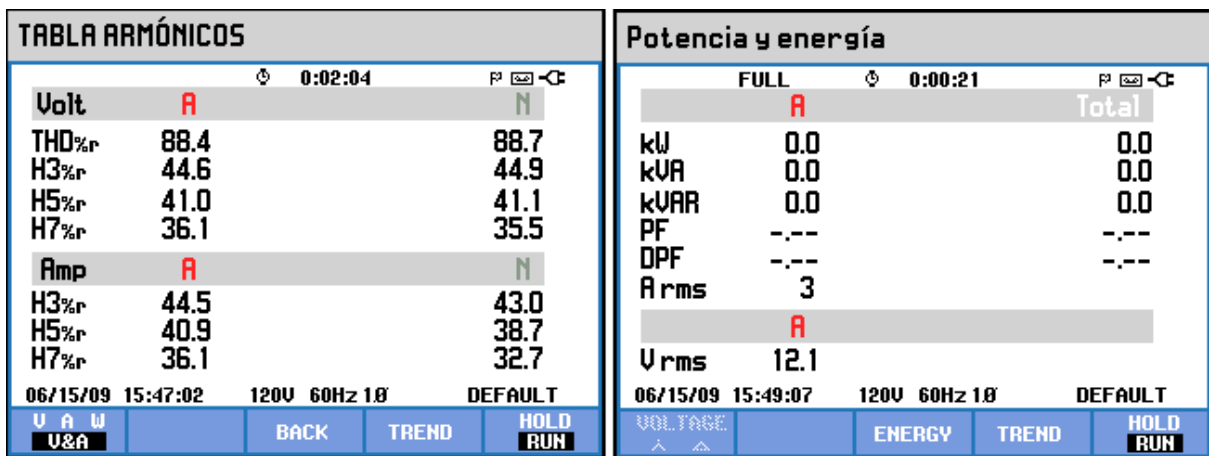 TABLA ARMÓNICOS
0:02:04
Volt A N
THD%r 88.4 88.7
H3%r 44.6 44.9
H5%r 41.0 41.1
H7%r 36.1 35.5
Amp A N
H3%r 44.5 43.0
H5%r 40.9 38.7
H7%r 36.1 32.7
06/15/09 15:47:02 120V 60Hz 1Ø DEFAULT
V A W
V&A BACK TREND HOLD
RUN
Potencia y energía
FULL 0:00:21
A Total
kW 0.0 0.0
kVA 0.0 0.0
kVAR 0.0 0.0
PF -.-- -.--
DPF -.-- -.--
A rms 3
A
V rms 12.1
06/15/09 15:49:07 120V 60Hz 1Ø DEFAULT
VOLTAGE ENERGY TREND HOLD
RUN